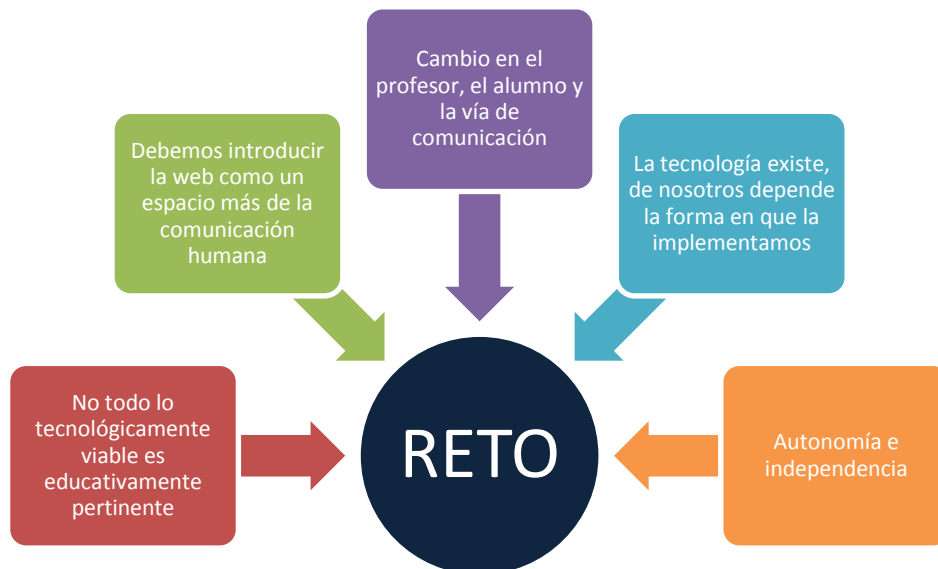 Cambio en el
profesor, el alumno y
la vía de
comunicación
Debemos introducir
la web como un
espacio más de la
comunicación
humana
La tecnología existe,
de nosotros depende
la forma en que la
implementamos
No todo lo
tecnológicamente
viable es
educativamente
pertinente
RETO
Autonomía e
independencia